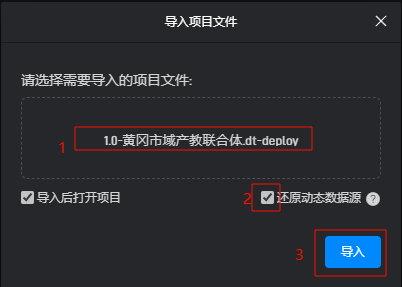 导入项目文件
请选择需要导入的项目文件:
1 1.0-黄冈市域产教联合体.dt-deploy
导入后打开项目 2 还原动态数据源 ?
3 导入